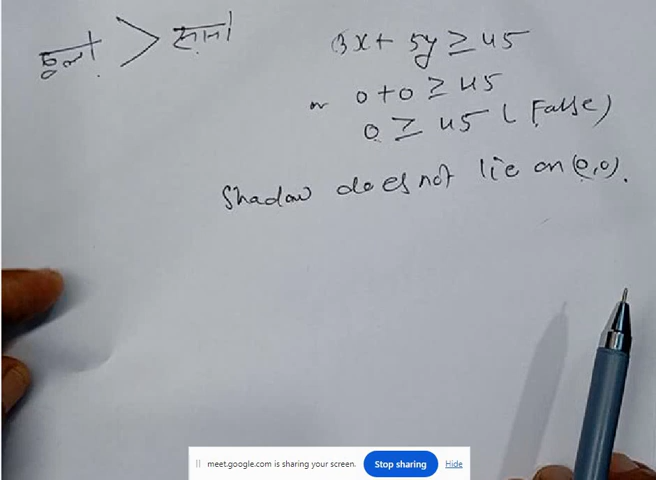 ठुलो > सानो
3x + 5y ≥ 45
or 0 + 0 ≥ 45
0 ≥ 45 (False)
Shadow does not lie on (0,0).
meet.google.com is sharing your screen. Stop sharing Hide